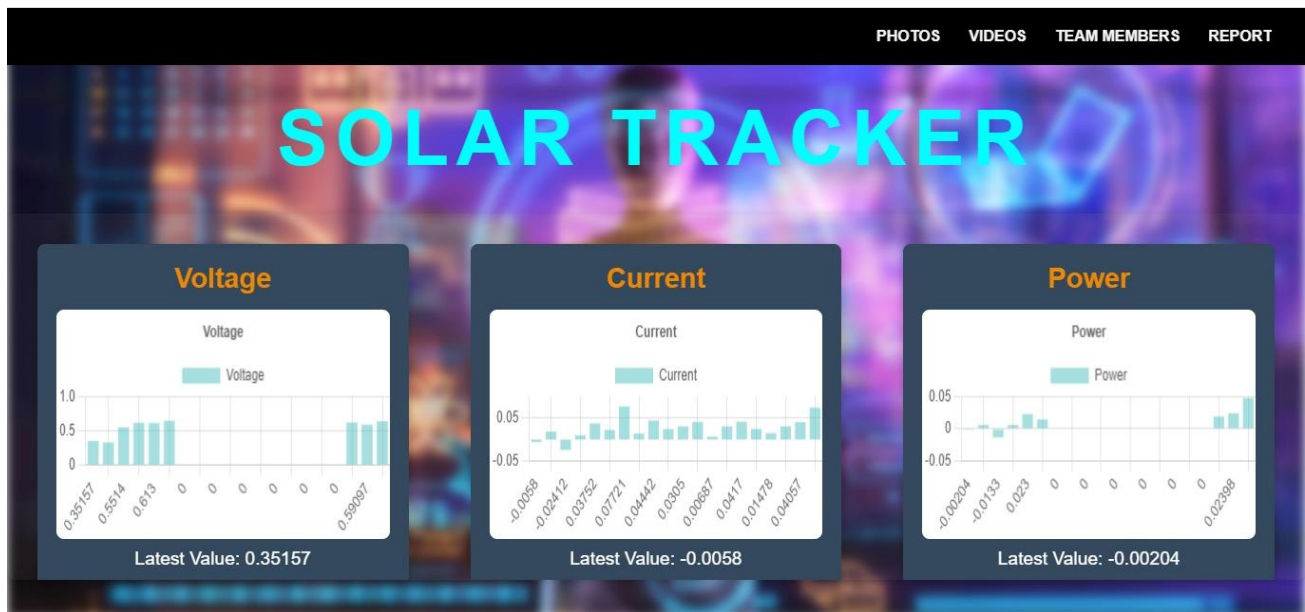 PHOTOS VIDEOS TEAM MEMBERS REPORT
SOLAR TRACKER
Voltage
Voltage
Voltage
1.0
0.5
0
0.35157 0.5514 0.613 0 0 0 0 0 0 0.59097
Latest Value: 0.35157
Current
Current
Current
0.05
-0.05
-0.0058 -0.02412 0.03752 0.07721 0.04442 0.0305 0.00687 0.0417 0.01478 0.04057
Latest Value: -0.0058
Power
Power
Power
0.05
0
-0.05
-0.00204 -0.0133 0.023 0 0 0 0 0 0 0.02398
Latest Value: -0.00204